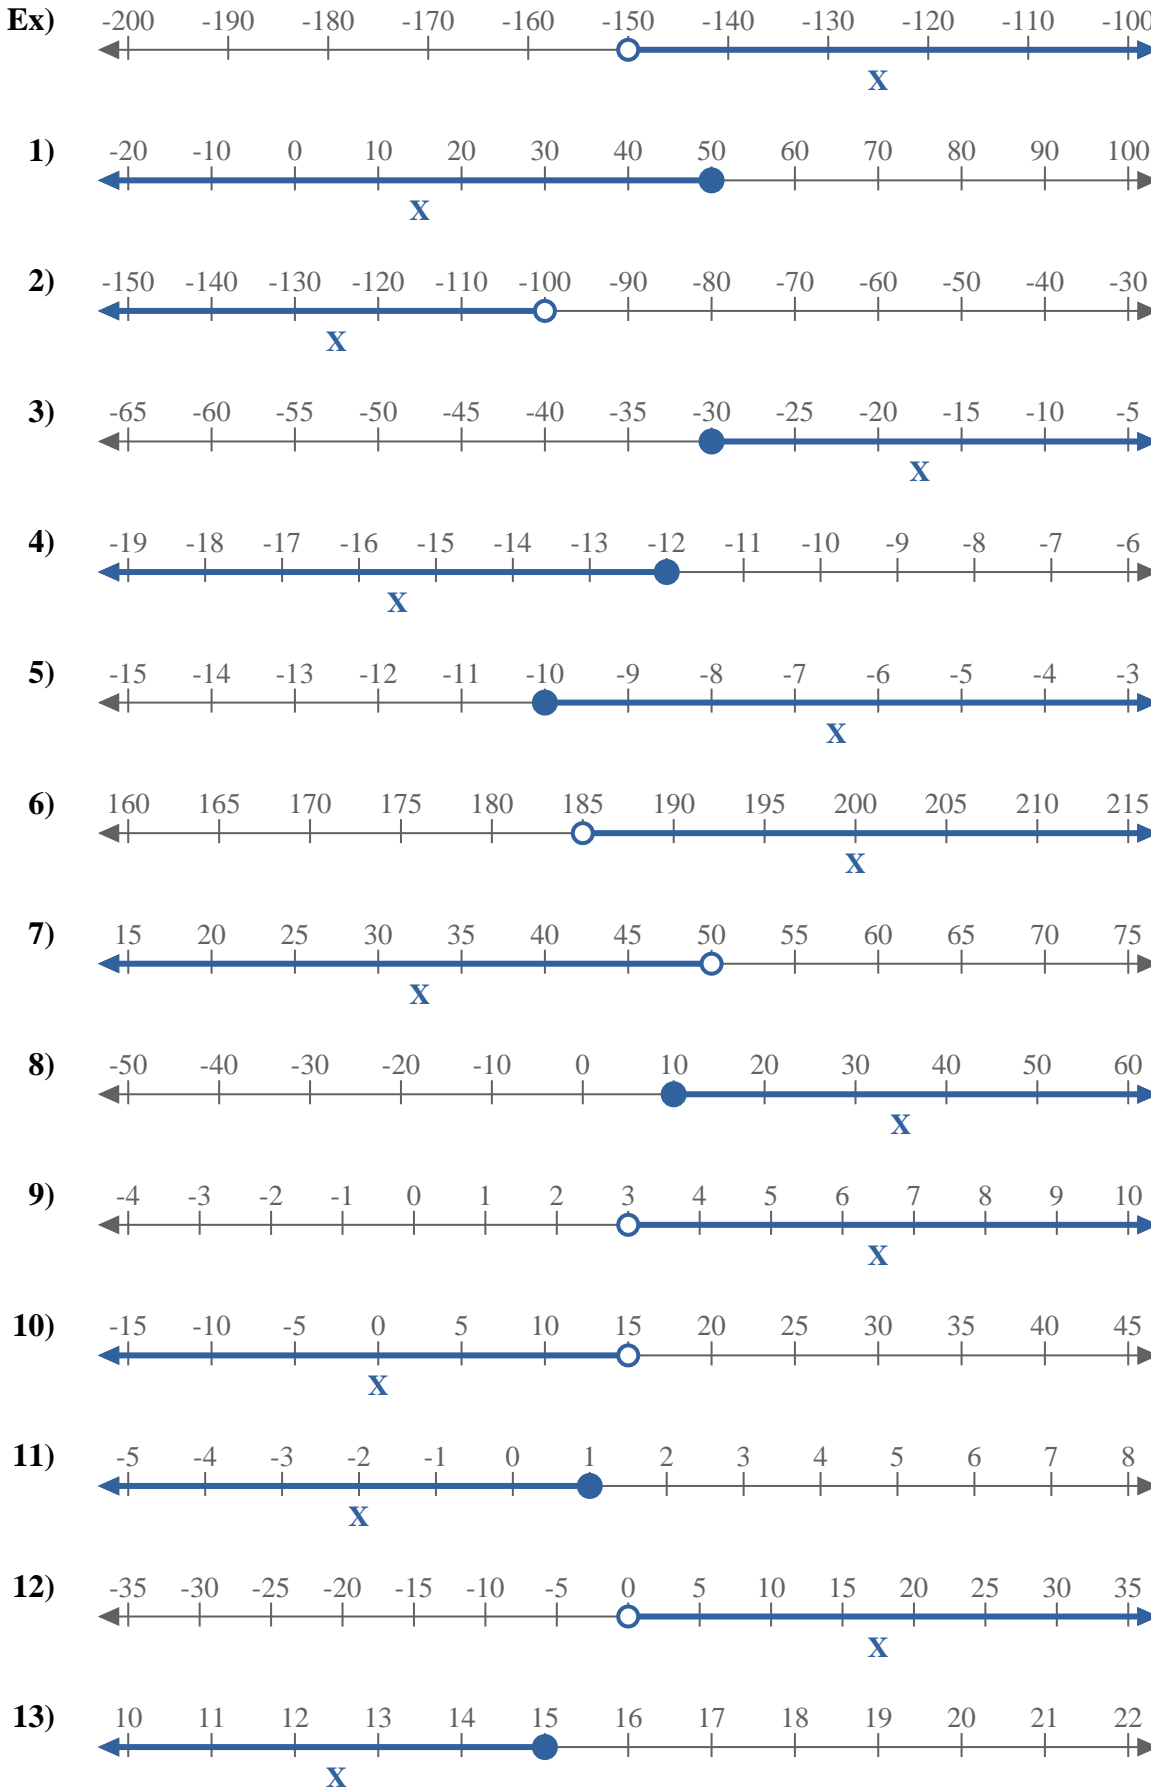 Ex) -200 -190 -180 -170 -160 -150 -140 -130 -120 -110 -100
X
1) -20 -10 0 10 20 30 40 50 60 70 80 90 100
X
2) -150 -140 -130 -120 -110 -100 -90 -80 -70 -60 -50 -40 -30
X
3) -65 -60 -55 -50 -45 -40 -35 -30 -25 -20 -15 -10 -5
X
4) -19 -18 -17 -16 -15 -14 -13 -12 -11 -10 -9 -8 -7 -6
X
5) -15 -14 -13 -12 -11 -10 -9 -8 -7 -6 -5 -4 -3
X
6) 160 165 170 175 180 185 190 195 200 205 210 215
X
7) 15 20 25 30 35 40 45 50 55 60 65 70 75
X
8) -50 -40 -30 -20 -10 0 10 20 30 40 50 60
X
9) -4 -3 -2 -1 0 1 2 3 4 5 6 7 8 9 10
X
10) -15 -10 -5 0 5 10 15 20 25 30 35 40 45
X
11) -5 -4 -3 -2 -1 0 1 2 3 4 5 6 7 8
X
12) -35 -30 -25 -20 -15 -10 -5 0 5 10 15 20 25 30 35
X
13) 10 11 12 13 14 15 16 17 18 19 20 21 22
X